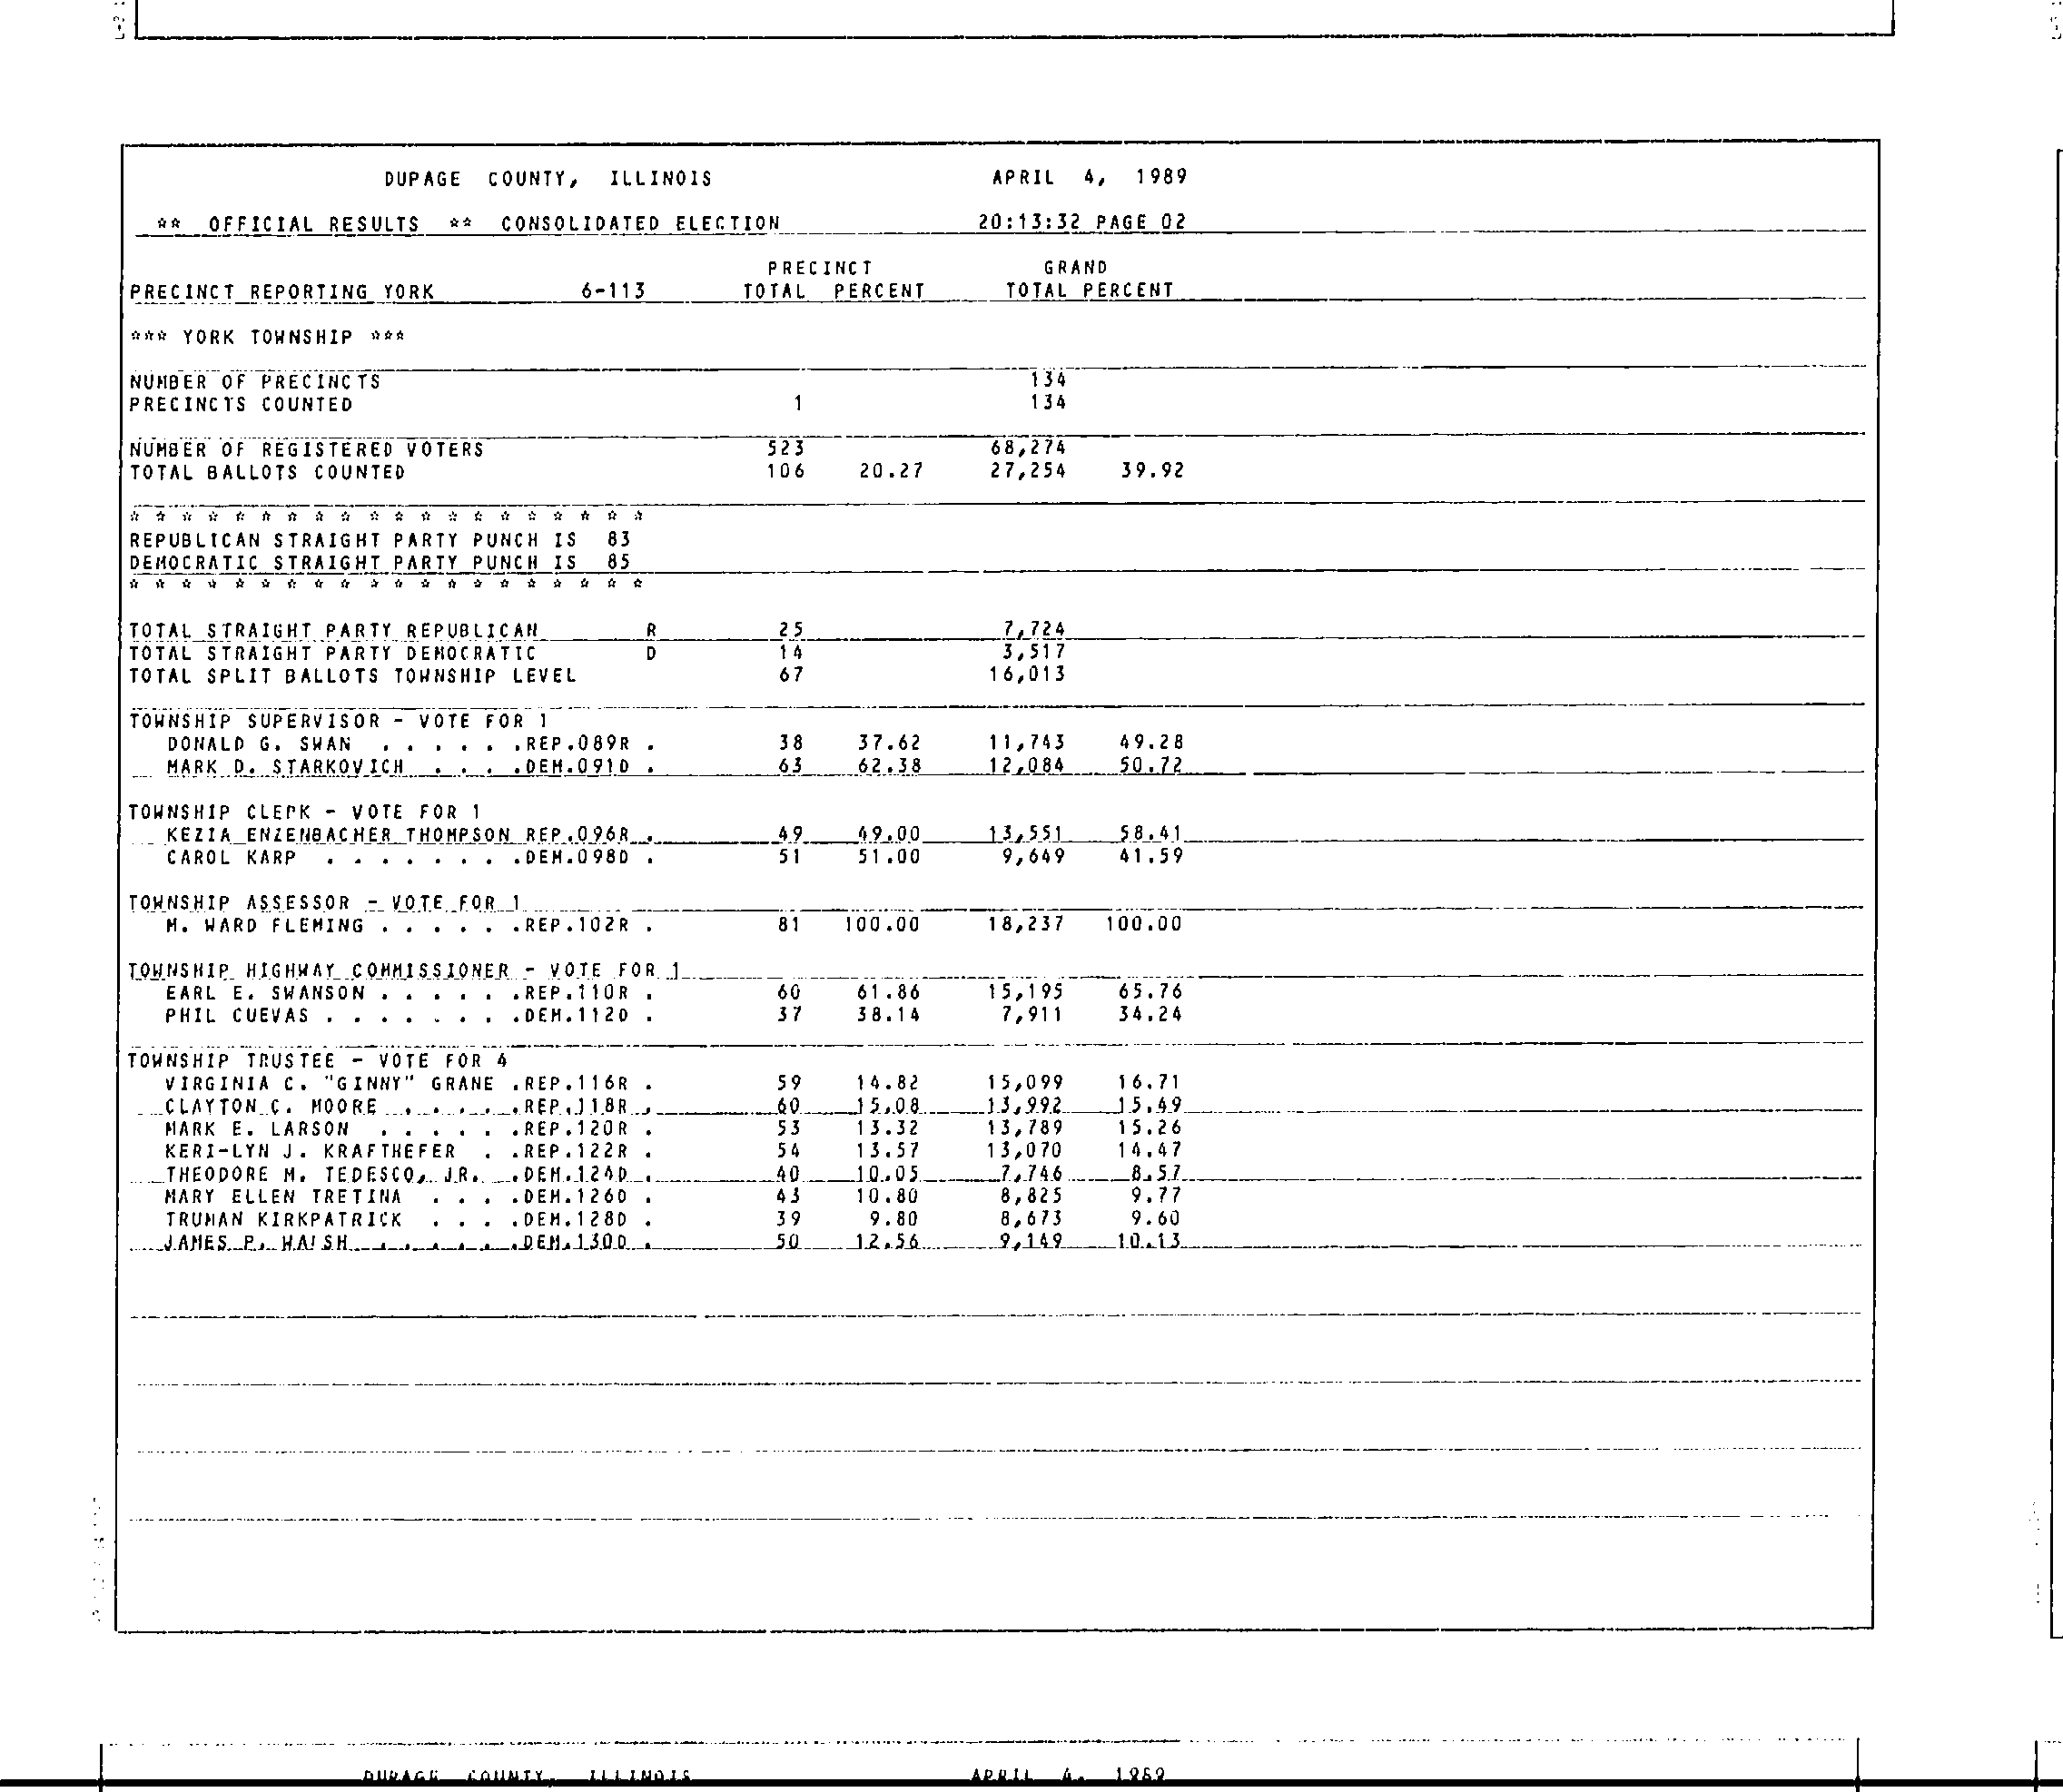 DUPAGE COUNTY, ILLINOIS APRIL 4, 1989
** OFFICIAL RESULTS ** CONSOLIDATED ELECTION 20:13:32 PAGE 02
PRECINCT GRAND
PRECINCT REPORTING YORK 6-113 TOTAL PERCENT TOTAL PERCENT
*** YORK TOWNSHIP ***
NUMBER OF PRECINCTS 134
PRECINCTS COUNTED 1 134
NUMBER OF REGISTERED VOTERS 523 68,274
TOTAL BALLOTS COUNTED 106 20.27 27,254 39.92
* * * * * * * * * * * * * * * * * * * *
REPUBLICAN STRAIGHT PARTY PUNCH IS 83
DEMOCRATIC STRAIGHT PARTY PUNCH IS 85
* * * * * * * * * * * * * * * * * * * *
TOTAL STRAIGHT PARTY REPUBLICAN R 25 7,724
TOTAL STRAIGHT PARTY DEMOCRATIC D 14 3,517
TOTAL SPLIT BALLOTS TOWNSHIP LEVEL 67 16,013
TOWNSHIP SUPERVISOR - VOTE FOR 1
DONALD G. SWAN . . . . . .REP.089R . 38 37.62 11,743 49.28
MARK D. STARKOVICH . . . .DEM.091D . 63 62.38 12,084 50.72
TOWNSHIP CLERK - VOTE FOR 1
KEZIA ENZENBACHER THOMPSON REP.096R . 49 49.00 13,551 58.41
CAROL KARP . . . . . . . .DEM.098D . 51 51.00 9,649 41.59
TOWNSHIP ASSESSOR - VOTE FOR 1
M. WARD FLEMING . . . . . .REP.102R . 81 100.00 18,237 100.00
TOWNSHIP HIGHWAY COMMISSIONER - VOTE FOR 1
EARL E. SWANSON . . . . . .REP.110R . 60 61.86 15,195 65.76
PHIL CUEVAS . . . . . . . .DEM.112D . 37 38.14 7,911 34.24
TOWNSHIP TRUSTEE - VOTE FOR 4
VIRGINIA C. "GINNY" GRANE .REP.116R . 59 14.82 15,099 16.71
CLAYTON C. MOORE . . . . . .REP.118R . 60 15.08 13,992 15.49
MARK E. LARSON . . . . . .REP.120R . 53 13.32 13,789 15.26
KERI-LYN J. KRAFTHEFER . .REP.122R . 54 13.57 13,070 14.47
THEODORE M. TEDESCO, JR. .DEM.124D . 40 10.05 7,746 8.57
MARY ELLEN TRETINA . . . .DEM.126D . 43 10.80 8,825 9.77
TRUMAN KIRKPATRICK . . . .DEM.128D . 39 9.80 8,673 9.60
JAMES P. WALSH . . . . . .DEM.130D . 50 12.56 9,149 10.13
DUPAGE COUNTY, ILLINOIS APRIL 4, 1989